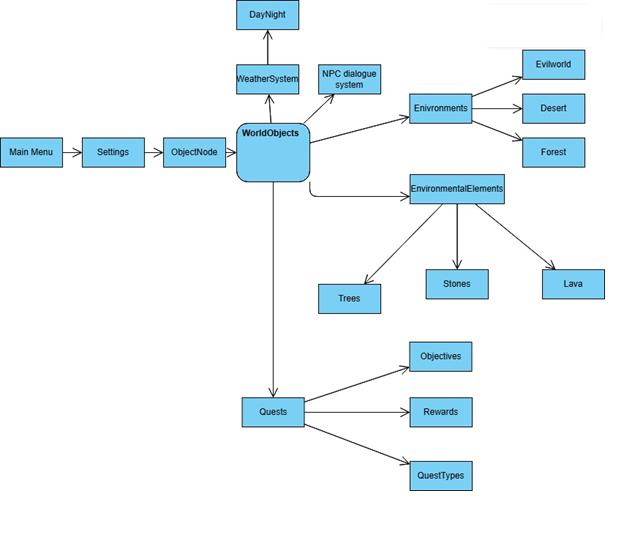 DayNight
WeatherSystem
NPC dialogue
system
Evilworld
Enivronments
Desert
WorldObjects
Main Menu
Settings
ObjectNode
Forest
EnvironmentalElements
Trees
Stones
Lava
Objectives
Quests
Rewards
QuestTypes